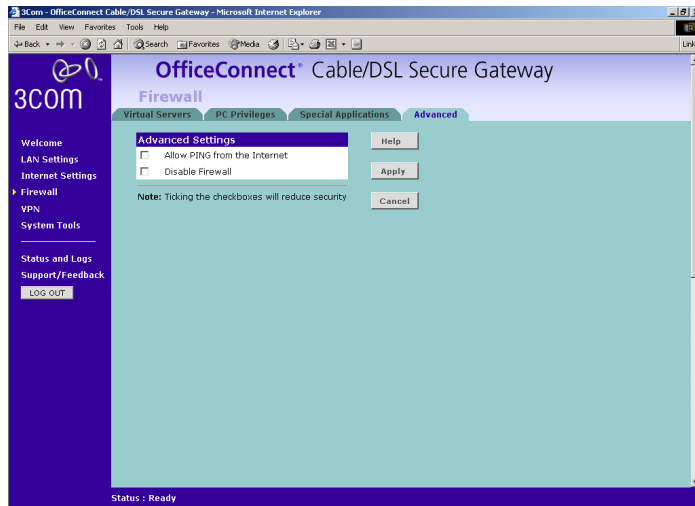 3Com - OfficeConnect Cable/DSL Secure Gateway - Microsoft Internet Explorer
File Edit View Favorites Tools Help
Back Search Favorites Media Link
3COM
OfficeConnect® Cable/DSL Secure Gateway
Firewall
Virtual Servers PC Privileges Special Applications Advanced
Welcome
LAN Settings
Internet Settings
Firewall
VPN
System Tools
Status and Logs
Support/Feedback
LOG OUT
Advanced Settings
Allow PING from the Internet
Disable Firewall
Note: Ticking the checkboxes will reduce security
Help
Apply
Cancel
Status : Ready